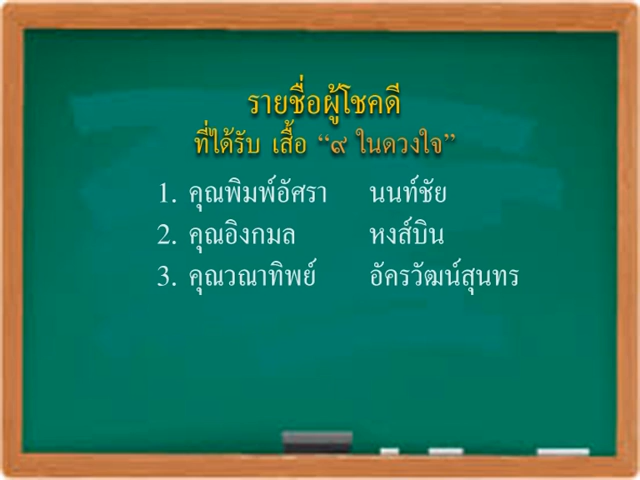 รายชื่อผู้โชคดี
ที่ได้รับ เสื้อ “๙ ในดวงใจ”
1. คุณพิมพ์อัศรา นนท์ชัย
2. คุณอิงกมล หงส์บิน
3. คุณวณาทิพย์ อัครวัฒน์สุนทร